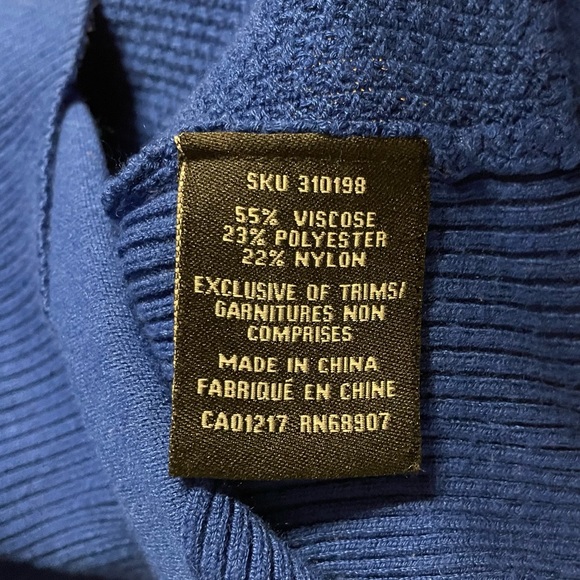 SKU 310198
55% VISCOSE
23% POLYESTER
22% NYLON
EXCLUSIVE OF TRIMS/
GARNITURES NON
COMPRISES
MADE IN CHINA
FABRIQUÉ EN CHINE
CA01217 RN68907